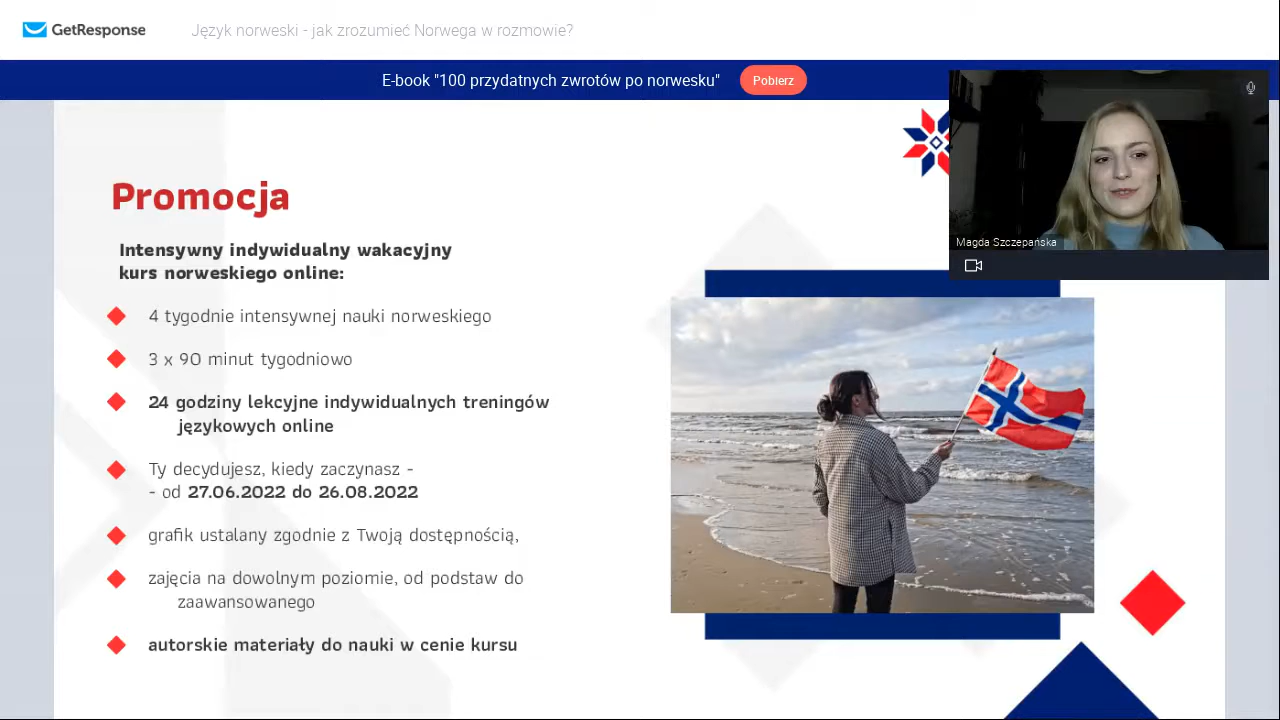 GetResponse
Język norweski - jak zrozumieć Norwega w rozmowie?
E-book "100 przydatnych zwrotów po norwesku"
Pobierz
Magda Szczepańska
Promocja
Intensywny indywidualny wakacyjny
kurs norweskiego online:
4 tygodnie intensywnej nauki norweskiego
3 x 90 minut tygodniowo
24 godziny lekcyjne indywidualnych treningów
językowych online
Ty decydujesz, kiedy zaczynasz -
- od 27.06.2022 do 26.08.2022
grafik ustalany zgodnie z Twoją dostępnością,
zajęcia na dowolnym poziomie, od podstaw do
zaawansowanego
autorskie materiały do nauki w cenie kursu